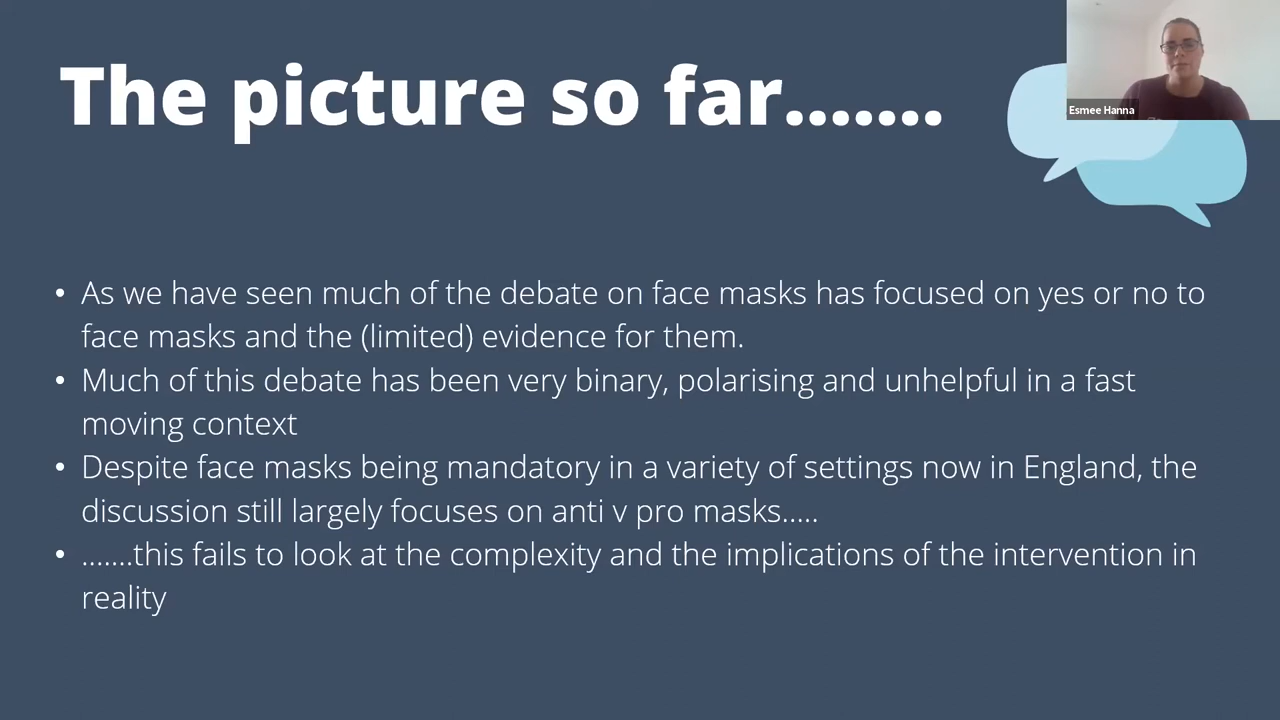 The picture so far.......
Esmee Hanna
• As we have seen much of the debate on face masks has focused on yes or no to
face masks and the (limited) evidence for them.
• Much of this debate has been very binary, polarising and unhelpful in a fast
moving context
• Despite face masks being mandatory in a variety of settings now in England, the
discussion still largely focuses on anti v pro masks.....
• .......this fails to look at the complexity and the implications of the intervention in
reality